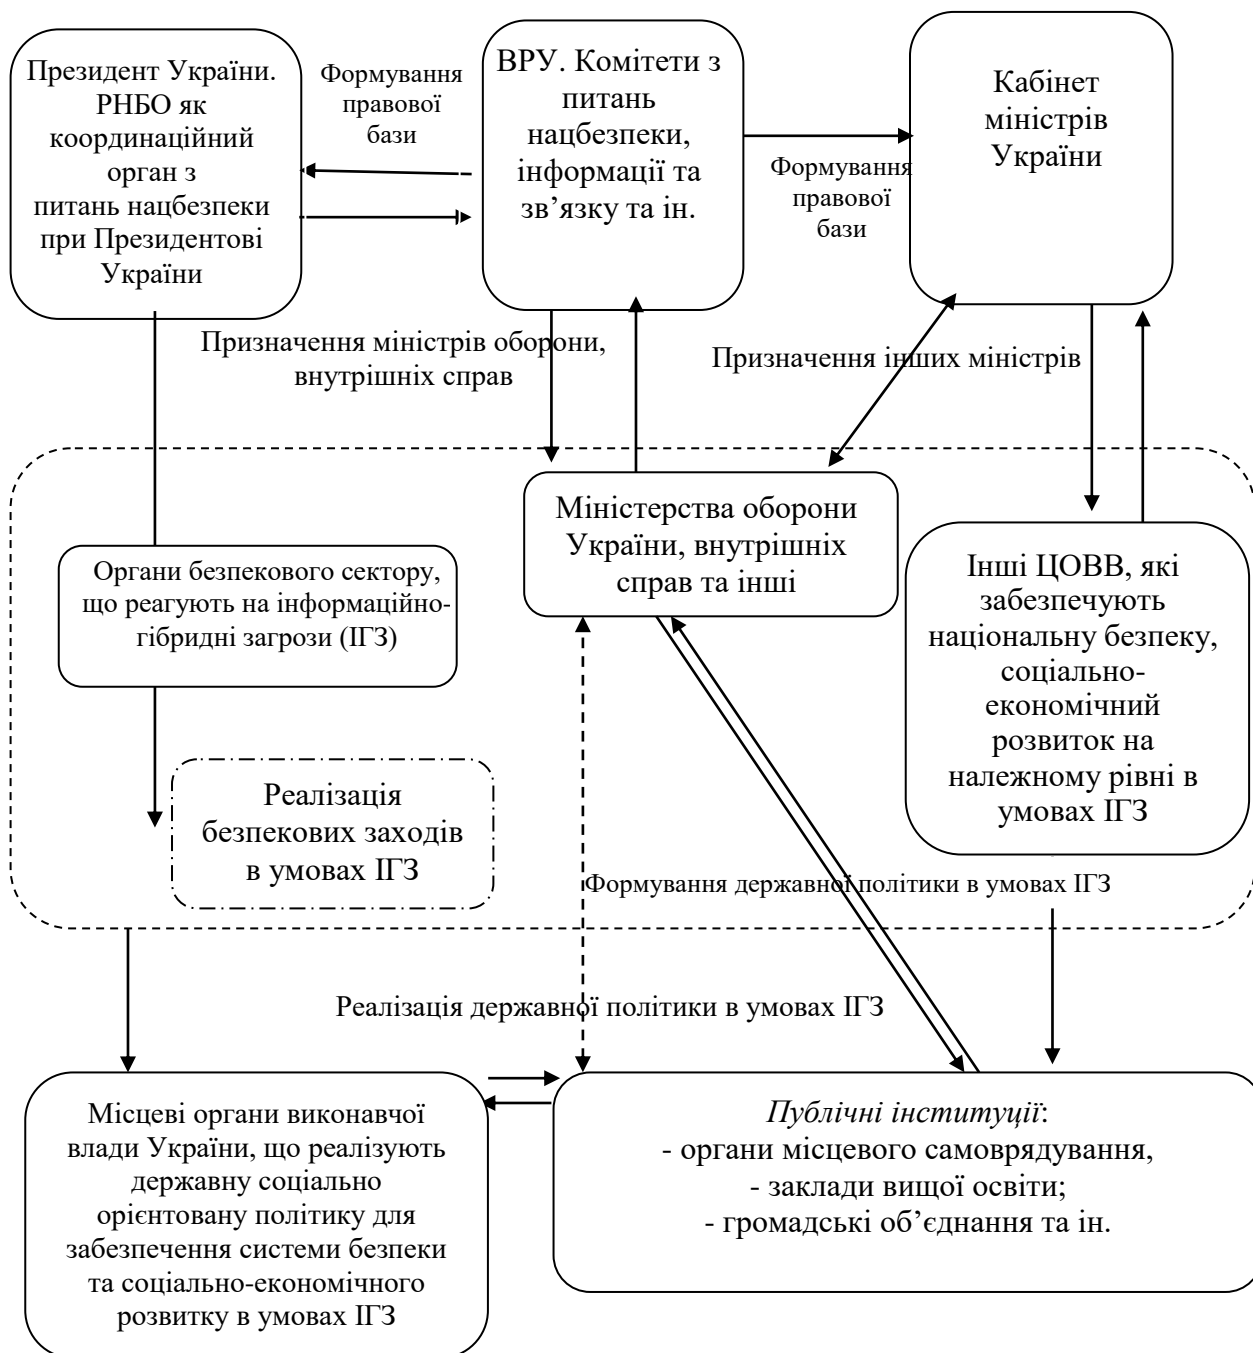 Президент України.
РНБО як
координаційний
орган з
питань нацбезпеки
при Президентові
України
Формування
правової
бази
ВРУ. Комітети з
питань
нацбезпеки,
інформації та
зв’язку та ін.
Формування
правової
бази
Кабінет
міністрів
України
Призначення міністрів оборони,
внутрішніх справ
Призначення інших міністрів
Міністерства оборони
України, внутрішніх
справ та інші
Органи безпекового сектору,
що реагують на інформаційно-
гібридні загрози (ІГЗ)
Інші ЦОВВ, які
забезпечують
національну безпеку,
соціально-
економічний
розвиток на
належному рівні в
умовах ІГЗ
Реалізація
безпекових заходів
в умовах ІГЗ
Формування державної політики в умовах ІГЗ
Реалізація державної політики в умовах ІГЗ
Місцеві органи виконавчої
влади України, що реалізують
державну соціально
орієнтовану політику для
забезпечення системи безпеки
та соціально-економічного
розвитку в умовах ІГЗ
Публічні інституції:
- органи місцевого самоврядування,
- заклади вищої освіти;
- громадські об’єднання та ін.